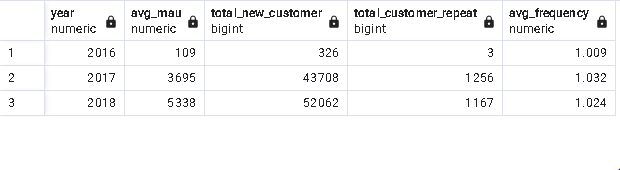 year avg_mau total_new_customer total_customer_repeat avg_frequency
numeric numeric bigint bigint numeric
1 2016 109 326 3 1.009
2 2017 3695 43708 1256 1.032
3 2018 5338 52062 1167 1.024